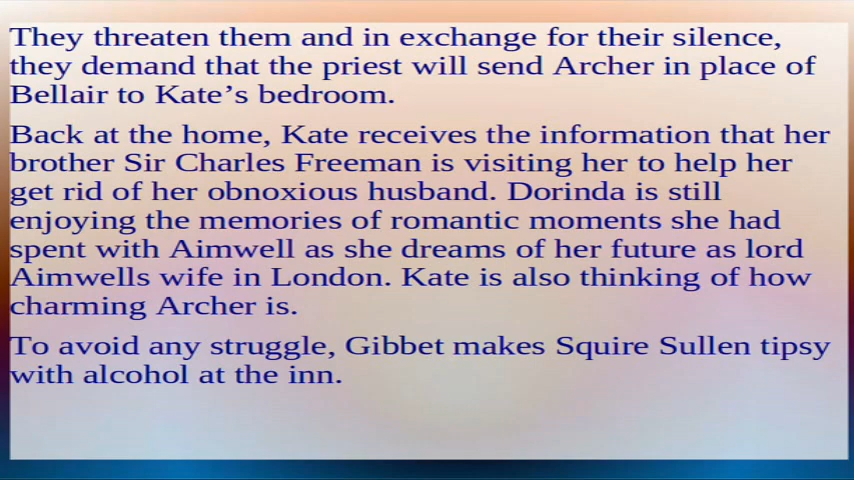 They threaten them and in exchange for their silence,
they demand that the priest will send Archer in place of
Bellair to Kate’s bedroom.
Back at the home, Kate receives the information that her
brother Sir Charles Freeman is visiting her to help her
get rid of her obnoxious husband. Dorinda is still
enjoying the memories of romantic moments she had
spent with Aimwell as she dreams of her future as lord
Aimwells wife in London. Kate is also thinking of how
charming Archer is.
To avoid any struggle, Gibbet makes Squire Sullen tipsy
with alcohol at the inn.